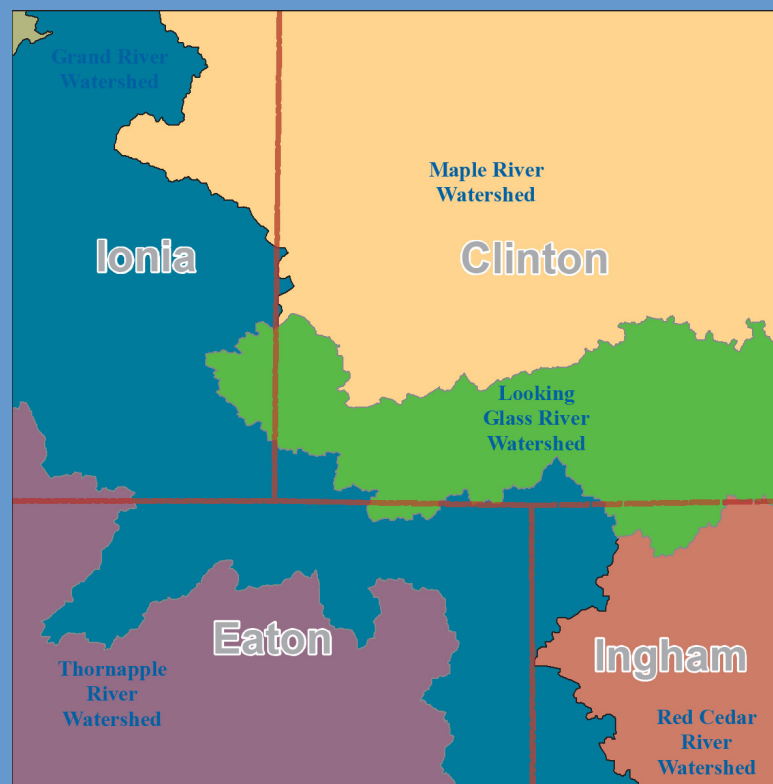 Grand River
Watershed
Maple River
Watershed
Ionia
Clinton
Looking
Glass River
Watershed
Eaton
Ingham
Thornapple
River
Watershed
Red Cedar
River
Watershed